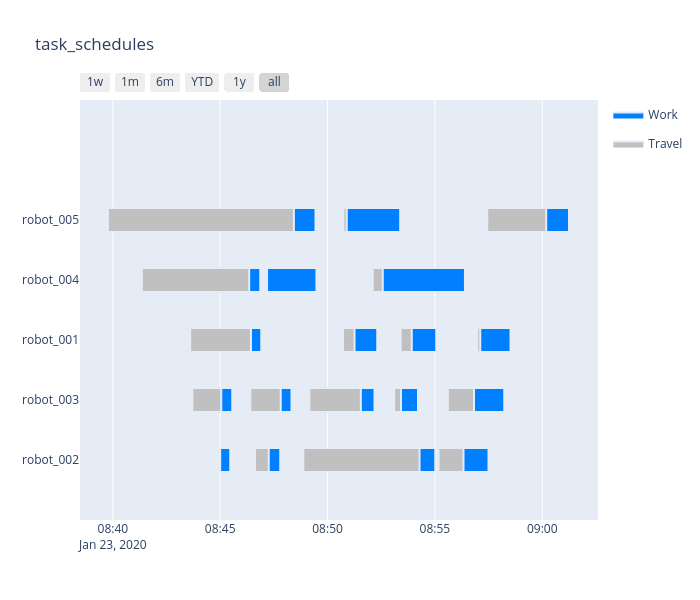 task_schedules
1w 1m 6m YTD 1y all
Work
Travel
robot_005
robot_004
robot_001
robot_003
robot_002
08:40 08:45 08:50 08:55 09:00
Jan 23, 2020